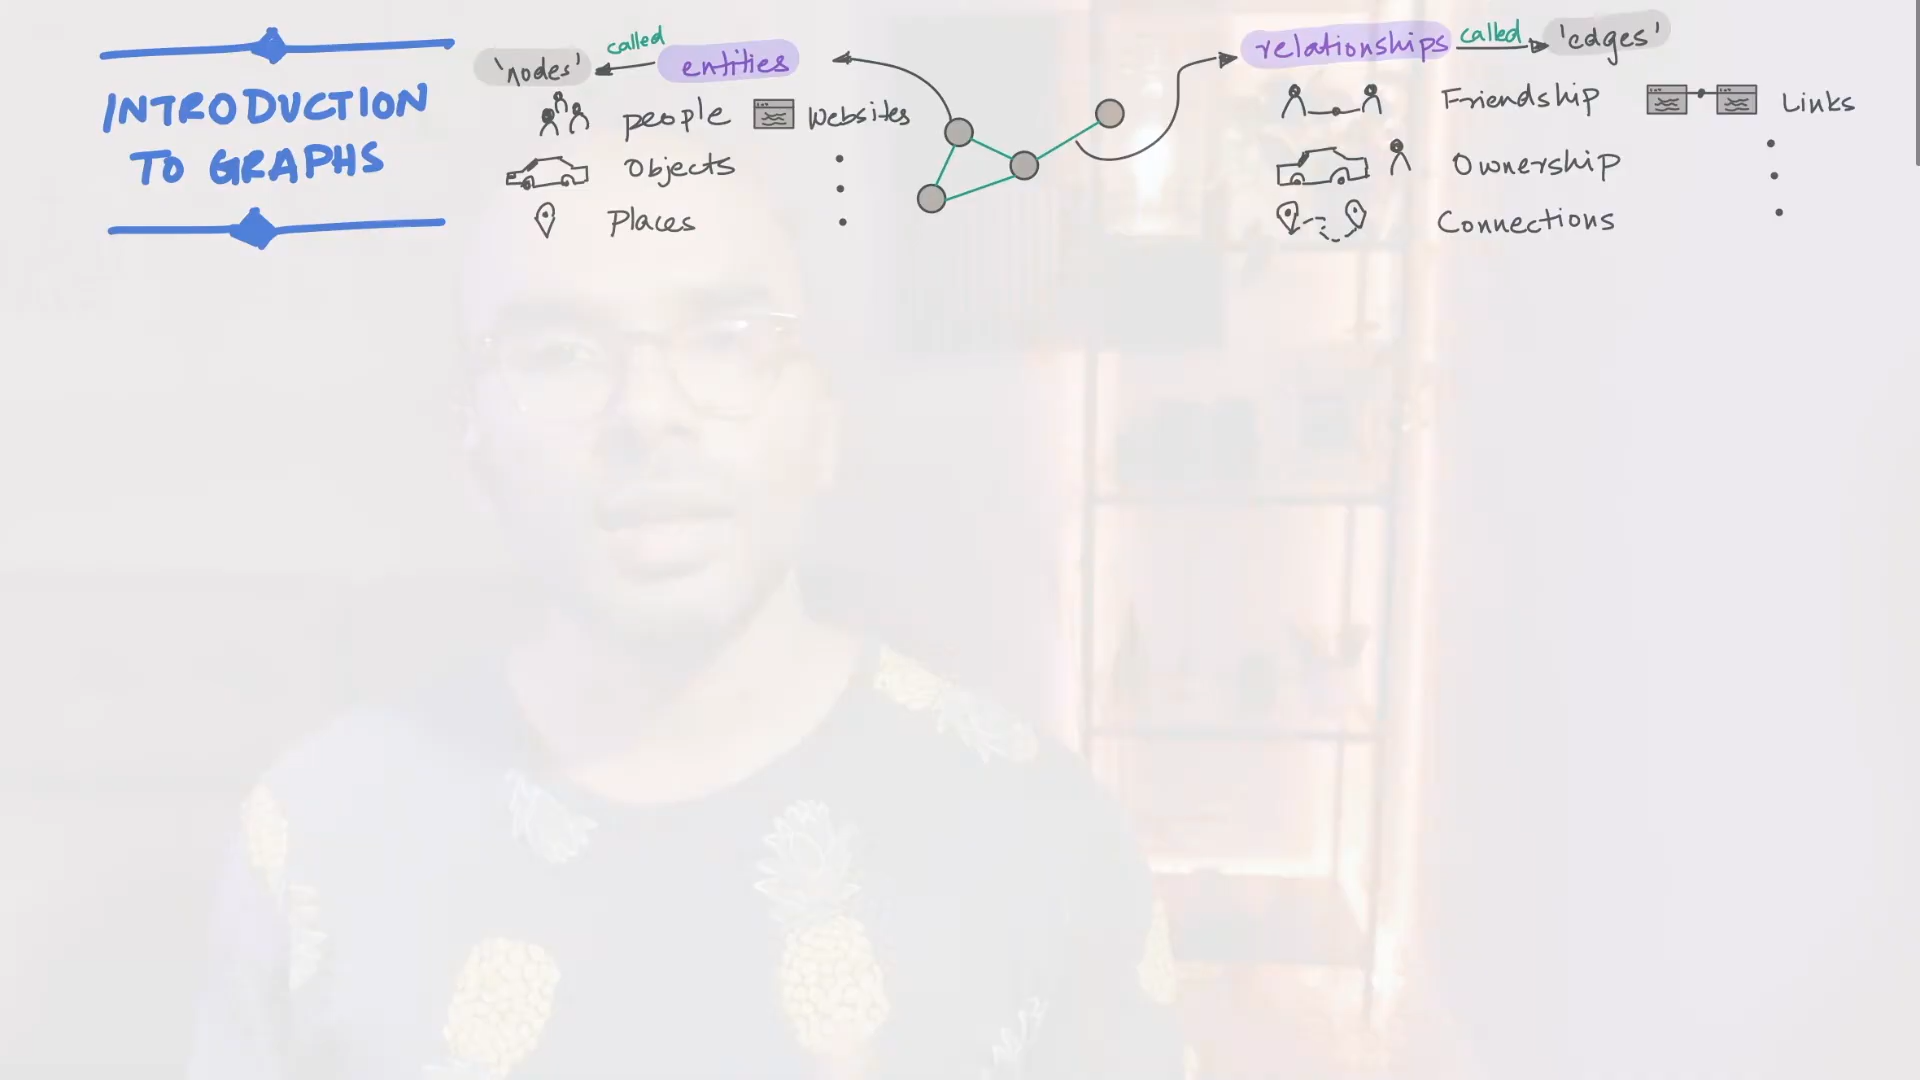 INTRODUCTION
TO GRAPHS
'nodes' called entities
people Websites
Objects
Places
relationships called 'edges'
Friendship Links
Ownership
Connections